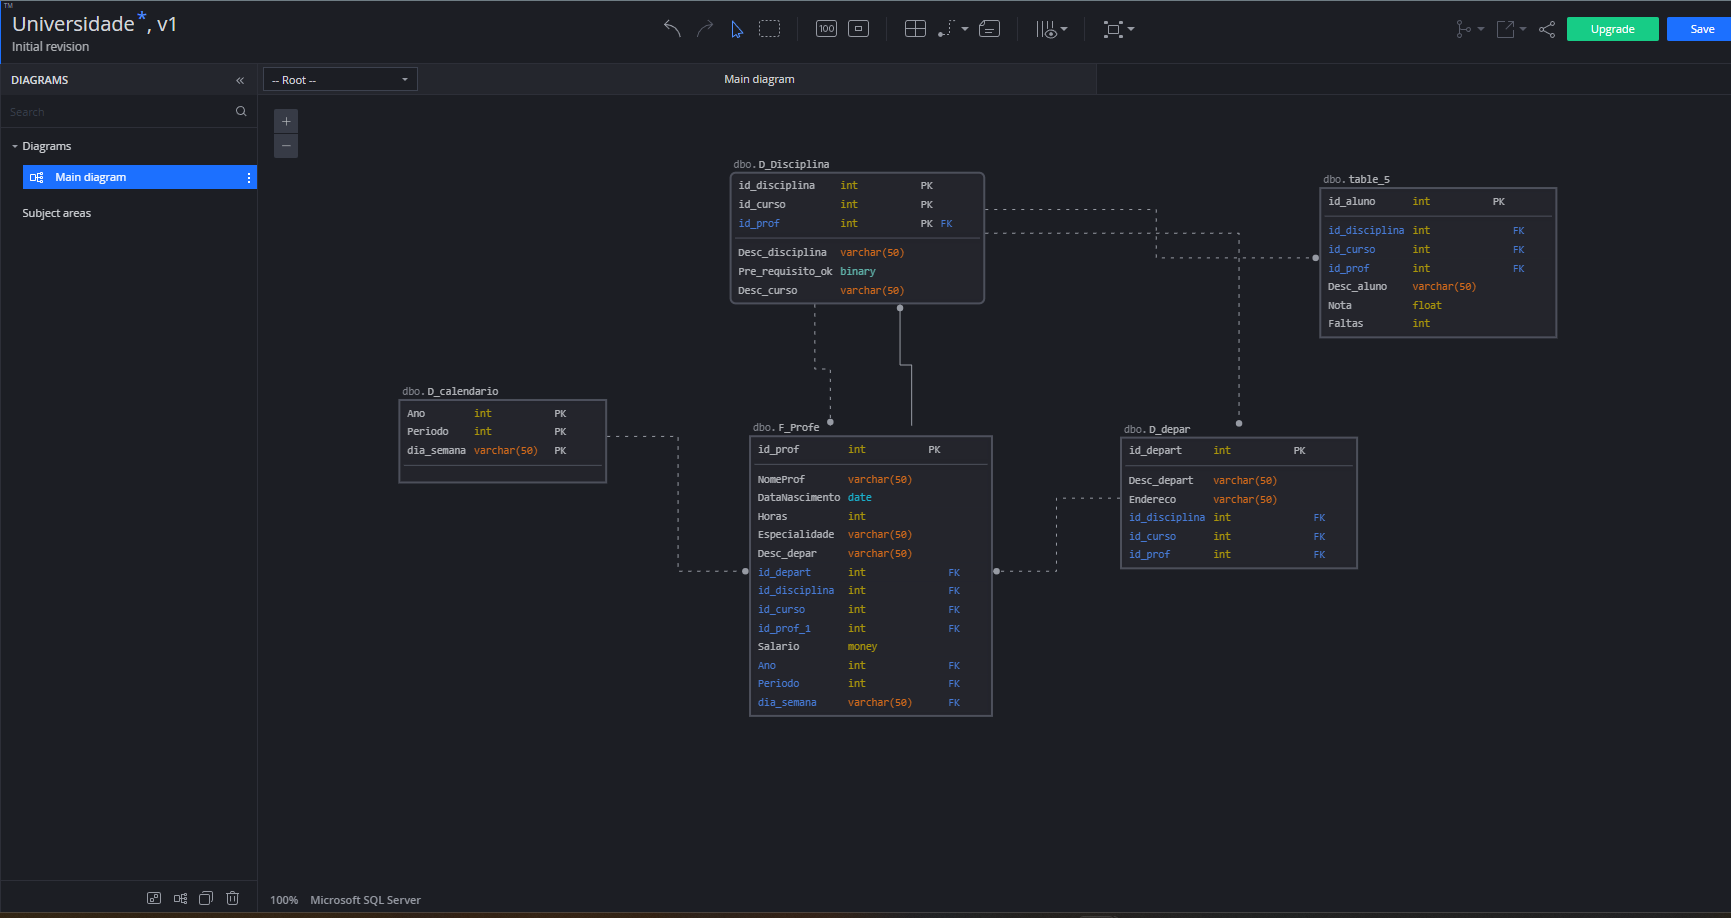 TM
Universidade*, v1
Initial revision
100
Upgrade
Save
DIAGRAMS
«
-- Root --
Main diagram
Search
Diagrams
Main diagram
Subject areas
+
−
dbo.D_Disciplina
id_disciplina int PK
id_curso int PK
id_prof int PK FK
Desc_disciplina varchar(50)
Pre_requisito_ok binary
Desc_curso varchar(50)
dbo.table_5
id_aluno int PK
id_disciplina int FK
id_curso int FK
id_prof int FK
Desc_aluno varchar(50)
Nota float
Faltas int
dbo.D_calendario
Ano int PK
Periodo int PK
dia_semana varchar(50) PK
dbo.F_Profe
id_prof int PK
NomeProf varchar(50)
DataNascimento date
Horas int
Especialidade varchar(50)
Desc_depar varchar(50)
id_depart int FK
id_disciplina int FK
id_curso int FK
id_prof_1 int FK
Salario money
Ano int FK
Periodo int FK
dia_semana varchar(50) FK
dbo.D_depar
id_depart int PK
Desc_depart varchar(50)
Endereco varchar(50)
id_disciplina int FK
id_curso int FK
id_prof int FK
100% Microsoft SQL Server